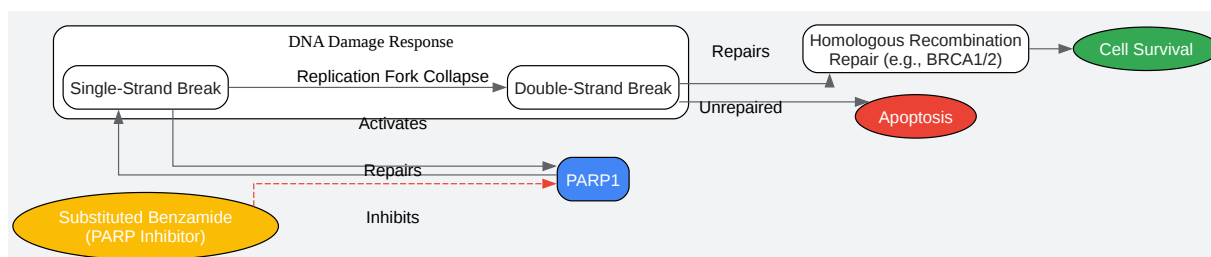 DNA Damage Response
Single-Strand Break
Replication Fork Collapse
Double-Strand Break
Repairs
Homologous Recombination
Repair (e.g., BRCA1/2)
Cell Survival
Unrepaired
Apoptosis
Activates
Repairs
PARP1
Substituted Benzamide
(PARP Inhibitor)
Inhibits